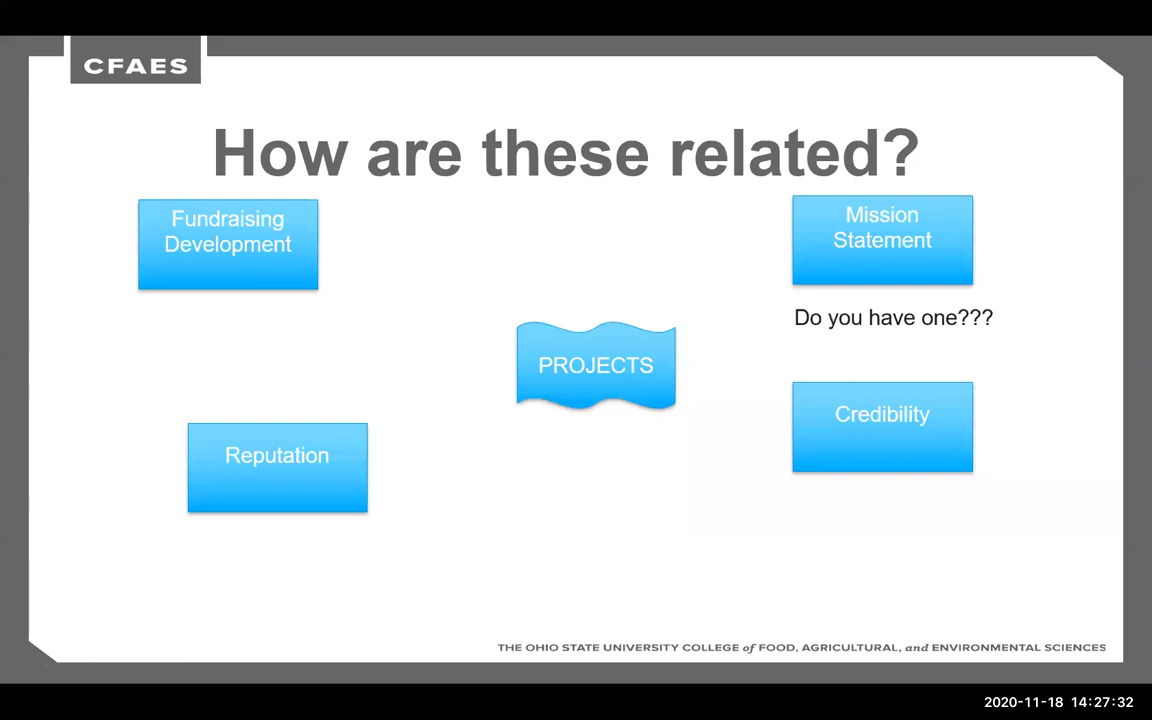 CFAES
How are these related?
Fundraising
Development
Mission
Statement
Do you have one???
PROJECTS
Credibility
Reputation
THE OHIO STATE UNIVERSITY COLLEGE of FOOD, AGRICULTURAL, and ENVIRONMENTAL SCIENCES
2020-11-18 14:27:32